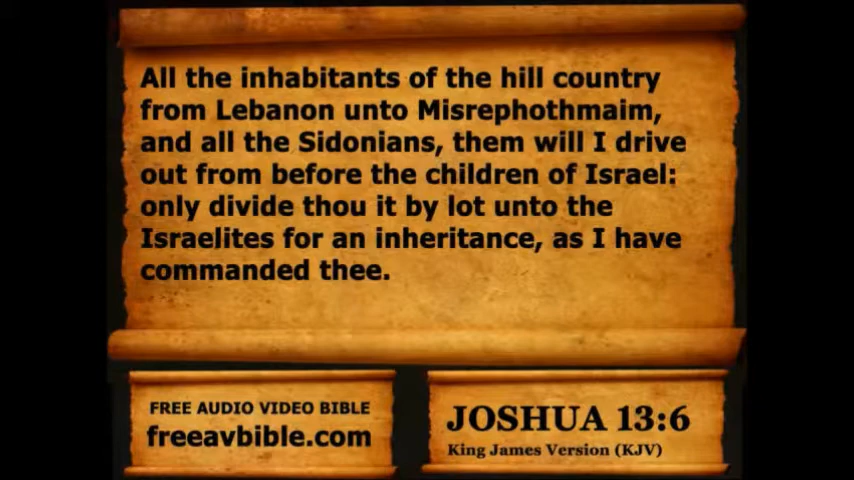 All the inhabitants of the hill country
from Lebanon unto Misrephothmaim,
and all the Sidonians, them will I drive
out from before the children of Israel:
only divide thou it by lot unto the
Israelites for an inheritance, as I have
commanded thee.
FREE AUDIO VIDEO BIBLE
freeavbible.com
JOSHUA 13:6
King James Version (KJV)